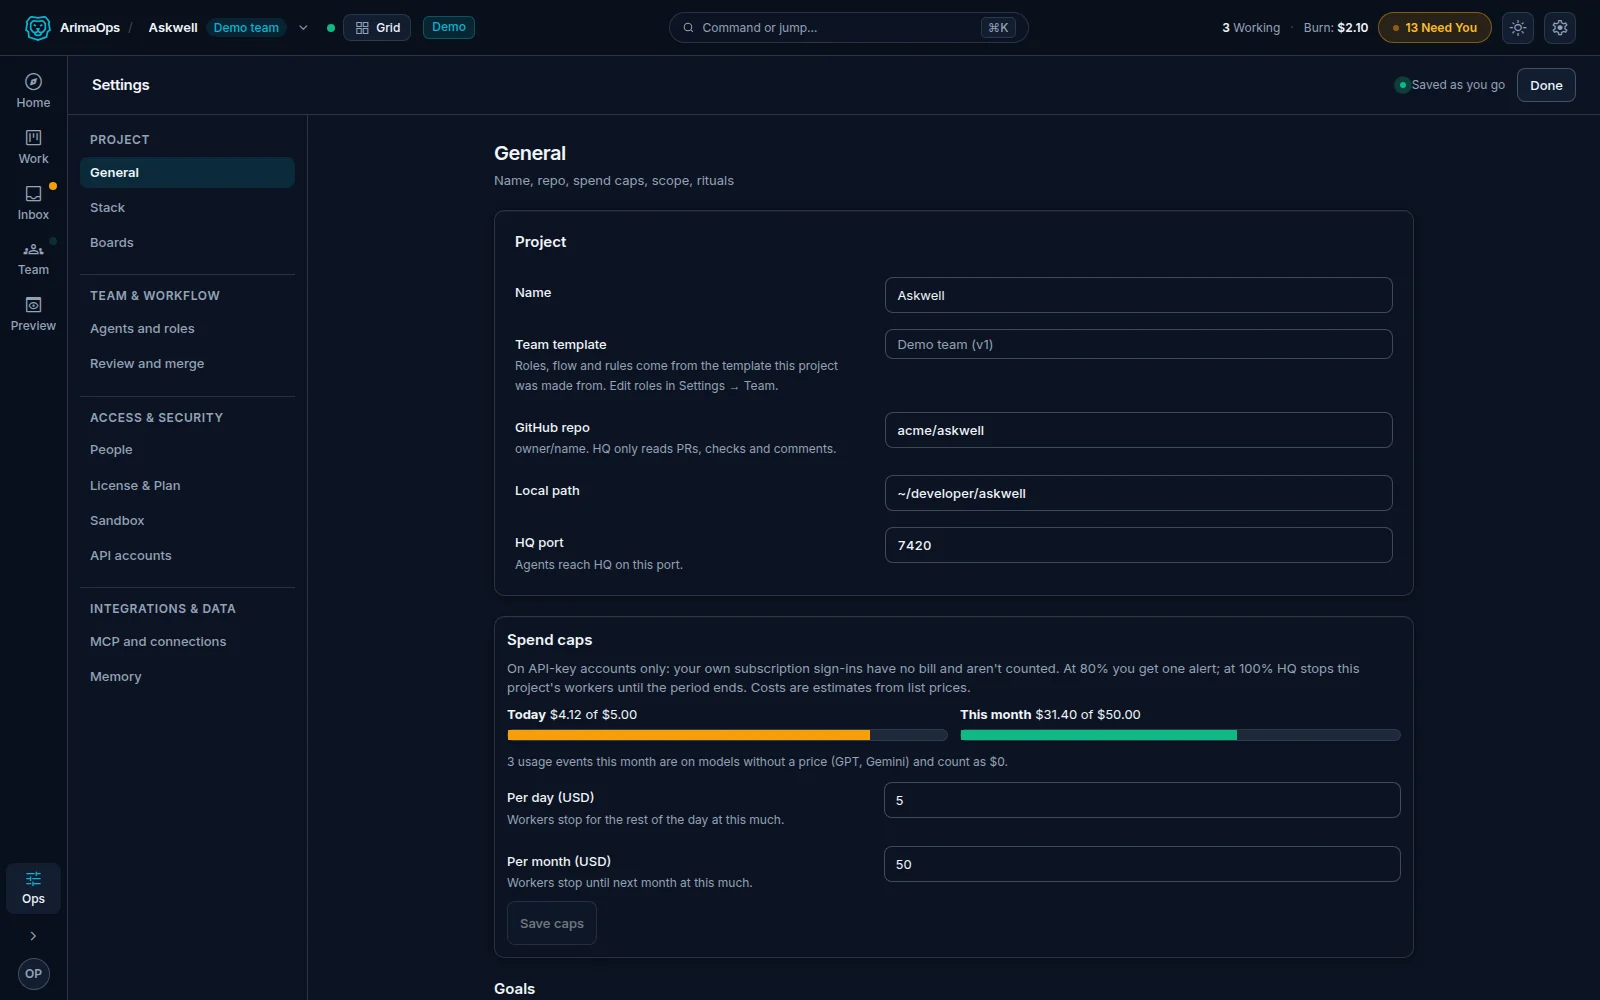 ArimaOps / Askwell Demo team Grid Demo
Command or jump... ⌘K
3 Working · Burn: $2.10 13 Need You
Home
Work
Inbox
Team
Preview
Ops
OP
Settings
Saved as you go
Done
PROJECT
General
Stack
Boards
TEAM & WORKFLOW
Agents and roles
Review and merge
ACCESS & SECURITY
People
License & Plan
Sandbox
API accounts
INTEGRATIONS & DATA
MCP and connections
Memory
General
Name, repo, spend caps, scope, rituals
Project
Name
Askwell
Team template
Demo team (v1)
Roles, flow and rules come from the template this project
was made from. Edit roles in Settings → Team.
GitHub repo
acme/askwell
owner/name. HQ only reads PRs, checks and comments.
Local path
~/developer/askwell
HQ port
7420
Agents reach HQ on this port.
Spend caps
On API-key accounts only: your own subscription sign-ins have no bill and aren't counted. At 80% you get one alert; at 100% HQ stops this
project's workers until the period ends. Costs are estimates from list prices.
Today $4.12 of $5.00
This month $31.40 of $50.00
3 usage events this month are on models without a price (GPT, Gemini) and count as $0.
Per day (USD)
5
Workers stop for the rest of the day at this much.
Per month (USD)
50
Workers stop until next month at this much.
Save caps
Goals